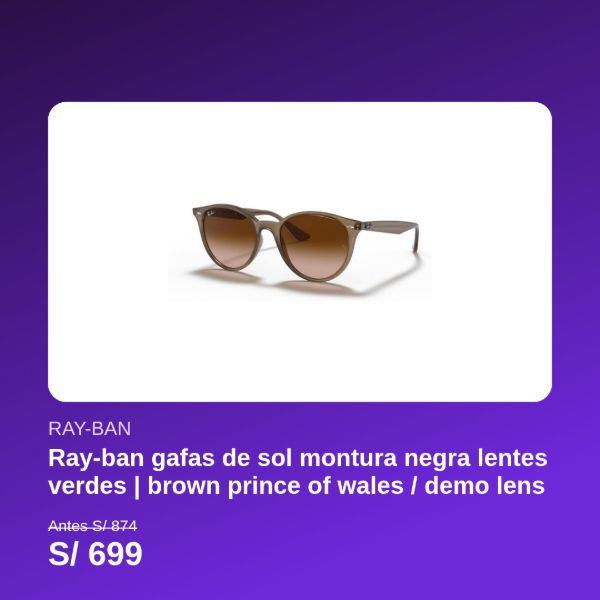 RAY-BAN
Ray-ban gafas de sol montura negra lentes
verdes | brown prince of wales / demo lens
Antes S/ 874
S/ 699